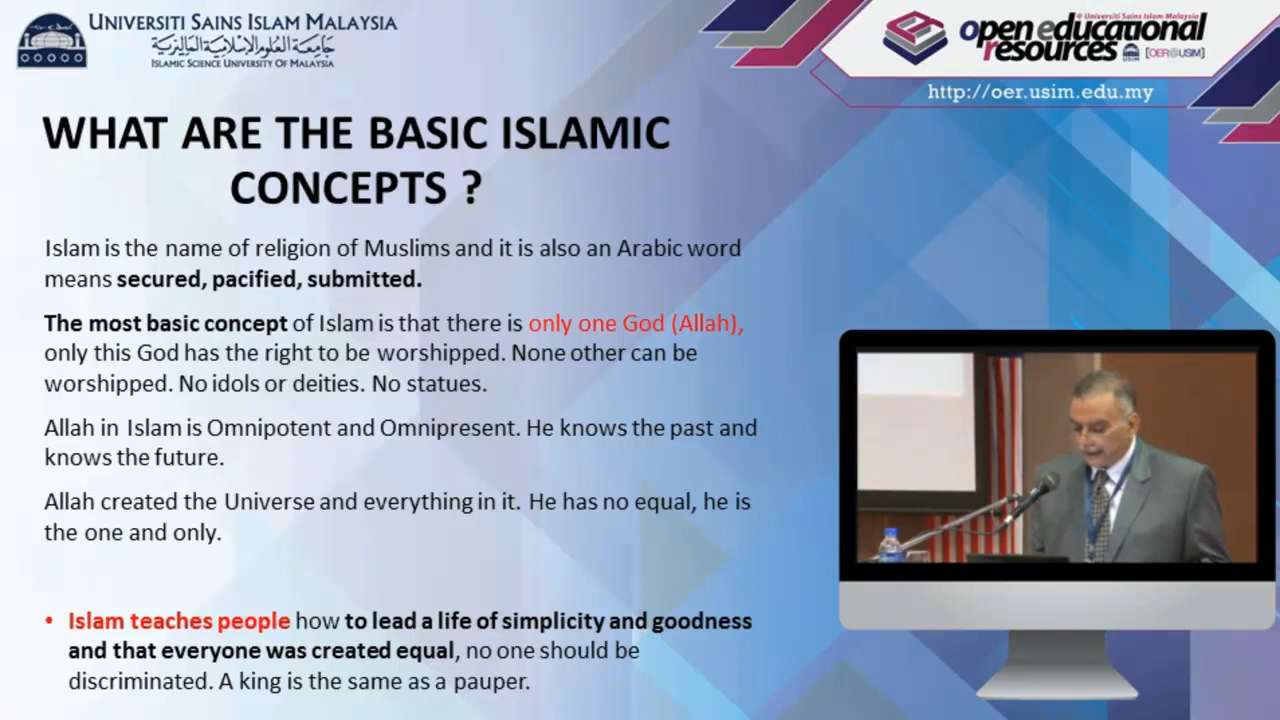 UNIVERSITI SAINS ISLAM MALAYSIA
جامعة العلوم الإسلامية الماليزية
ISLAMIC SCIENCE UNIVERSITY OF MALAYSIA
@ Universiti Sains Islam Malaysia
open educational
resources
USIM
[OER@USIM]
http://oer.usim.edu.my
WHAT ARE THE BASIC ISLAMIC
CONCEPTS ?
Islam is the name of religion of Muslims and it is also an Arabic word
means secured, pacified, submitted.
The most basic concept of Islam is that there is only one God (Allah),
only this God has the right to be worshipped. None other can be
worshipped. No idols or deities. No statues.
Allah in Islam is Omnipotent and Omnipresent. He knows the past and
knows the future.
Allah created the Universe and everything in it. He has no equal, he is
the one and only.
• Islam teaches people how to lead a life of simplicity and goodness
and that everyone was created equal, no one should be
discriminated. A king is the same as a pauper.